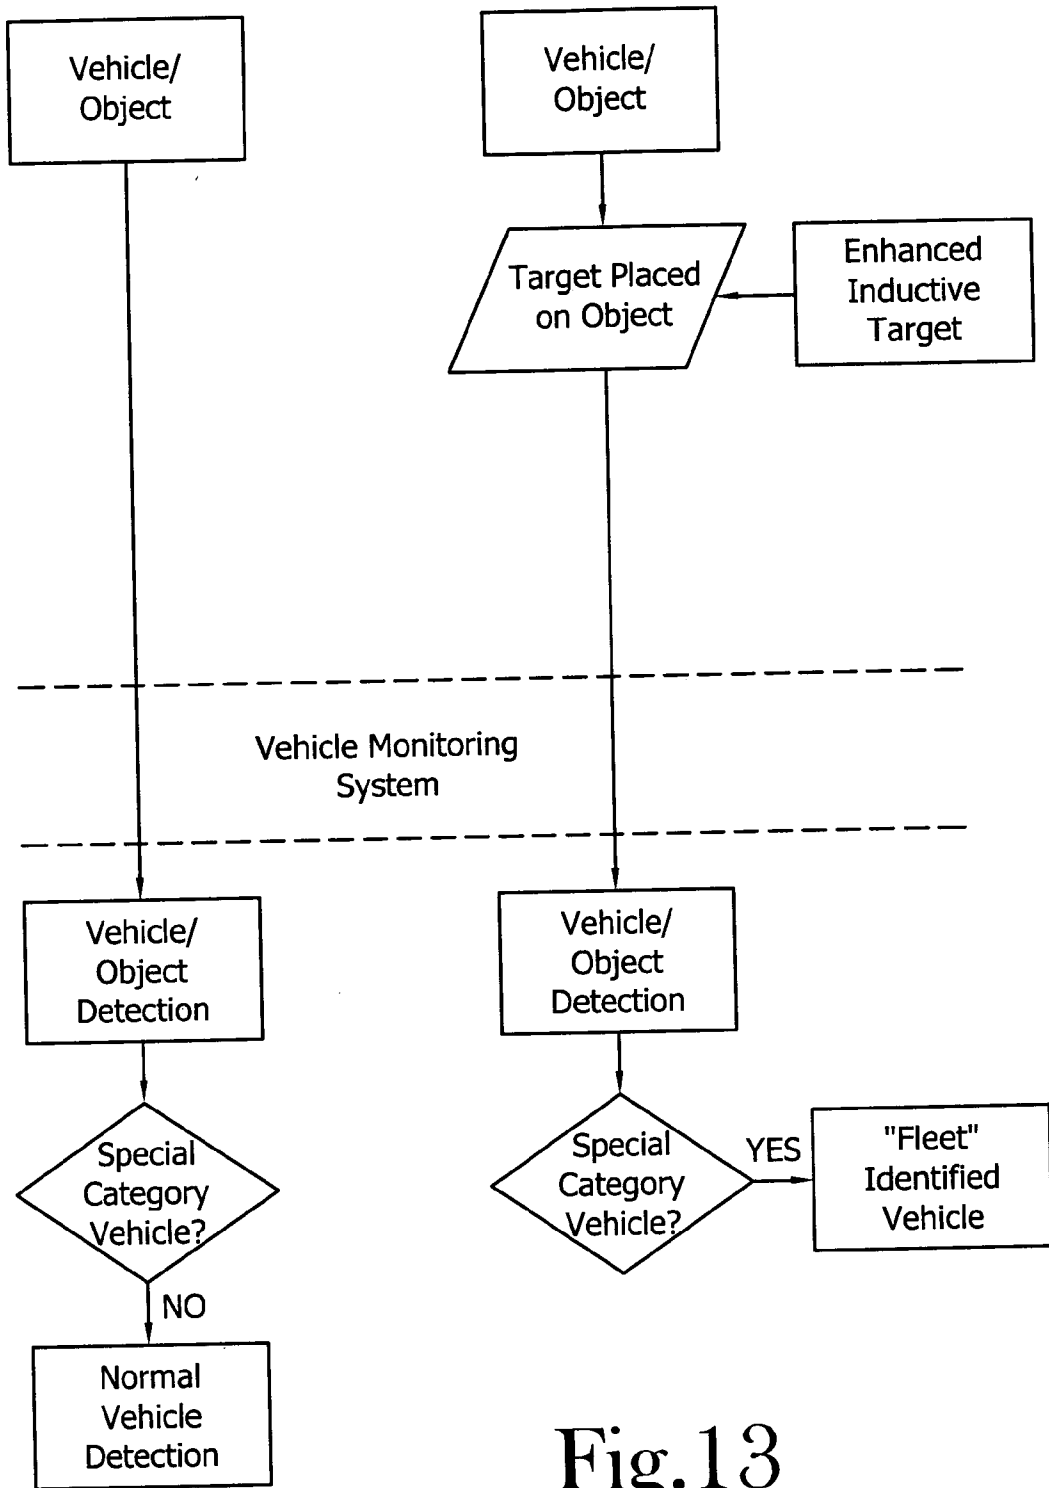 Vehicle/
Object
Vehicle/
Object
Target Placed
on Object
Enhanced
Inductive
Target
Vehicle Monitoring
System
Vehicle/
Object
Detection
Vehicle/
Object
Detection
Special
Category
Vehicle?
NO
Normal
Vehicle
Detection
Special
Category
Vehicle?
YES
"Fleet"
Identified
Vehicle
Fig.13